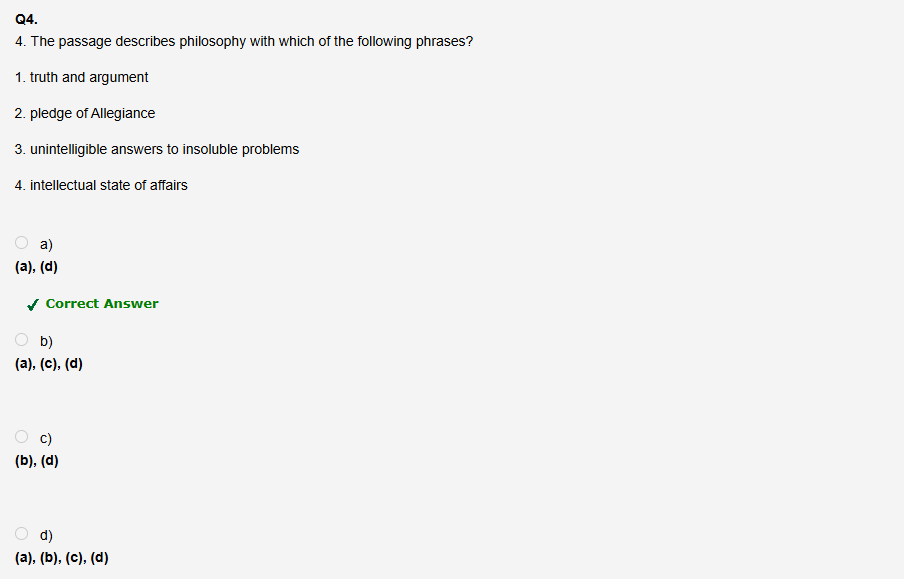 Q4.
4. The passage describes philosophy with which of the following phrases?
1. truth and argument
2. pledge of Allegiance
3. unintelligible answers to insoluble problems
4. intellectual state of affairs
a)
(a), (d)
✓ Correct Answer
b)
(a), (c), (d)
c)
(b), (d)
d)
(a), (b), (c), (d)